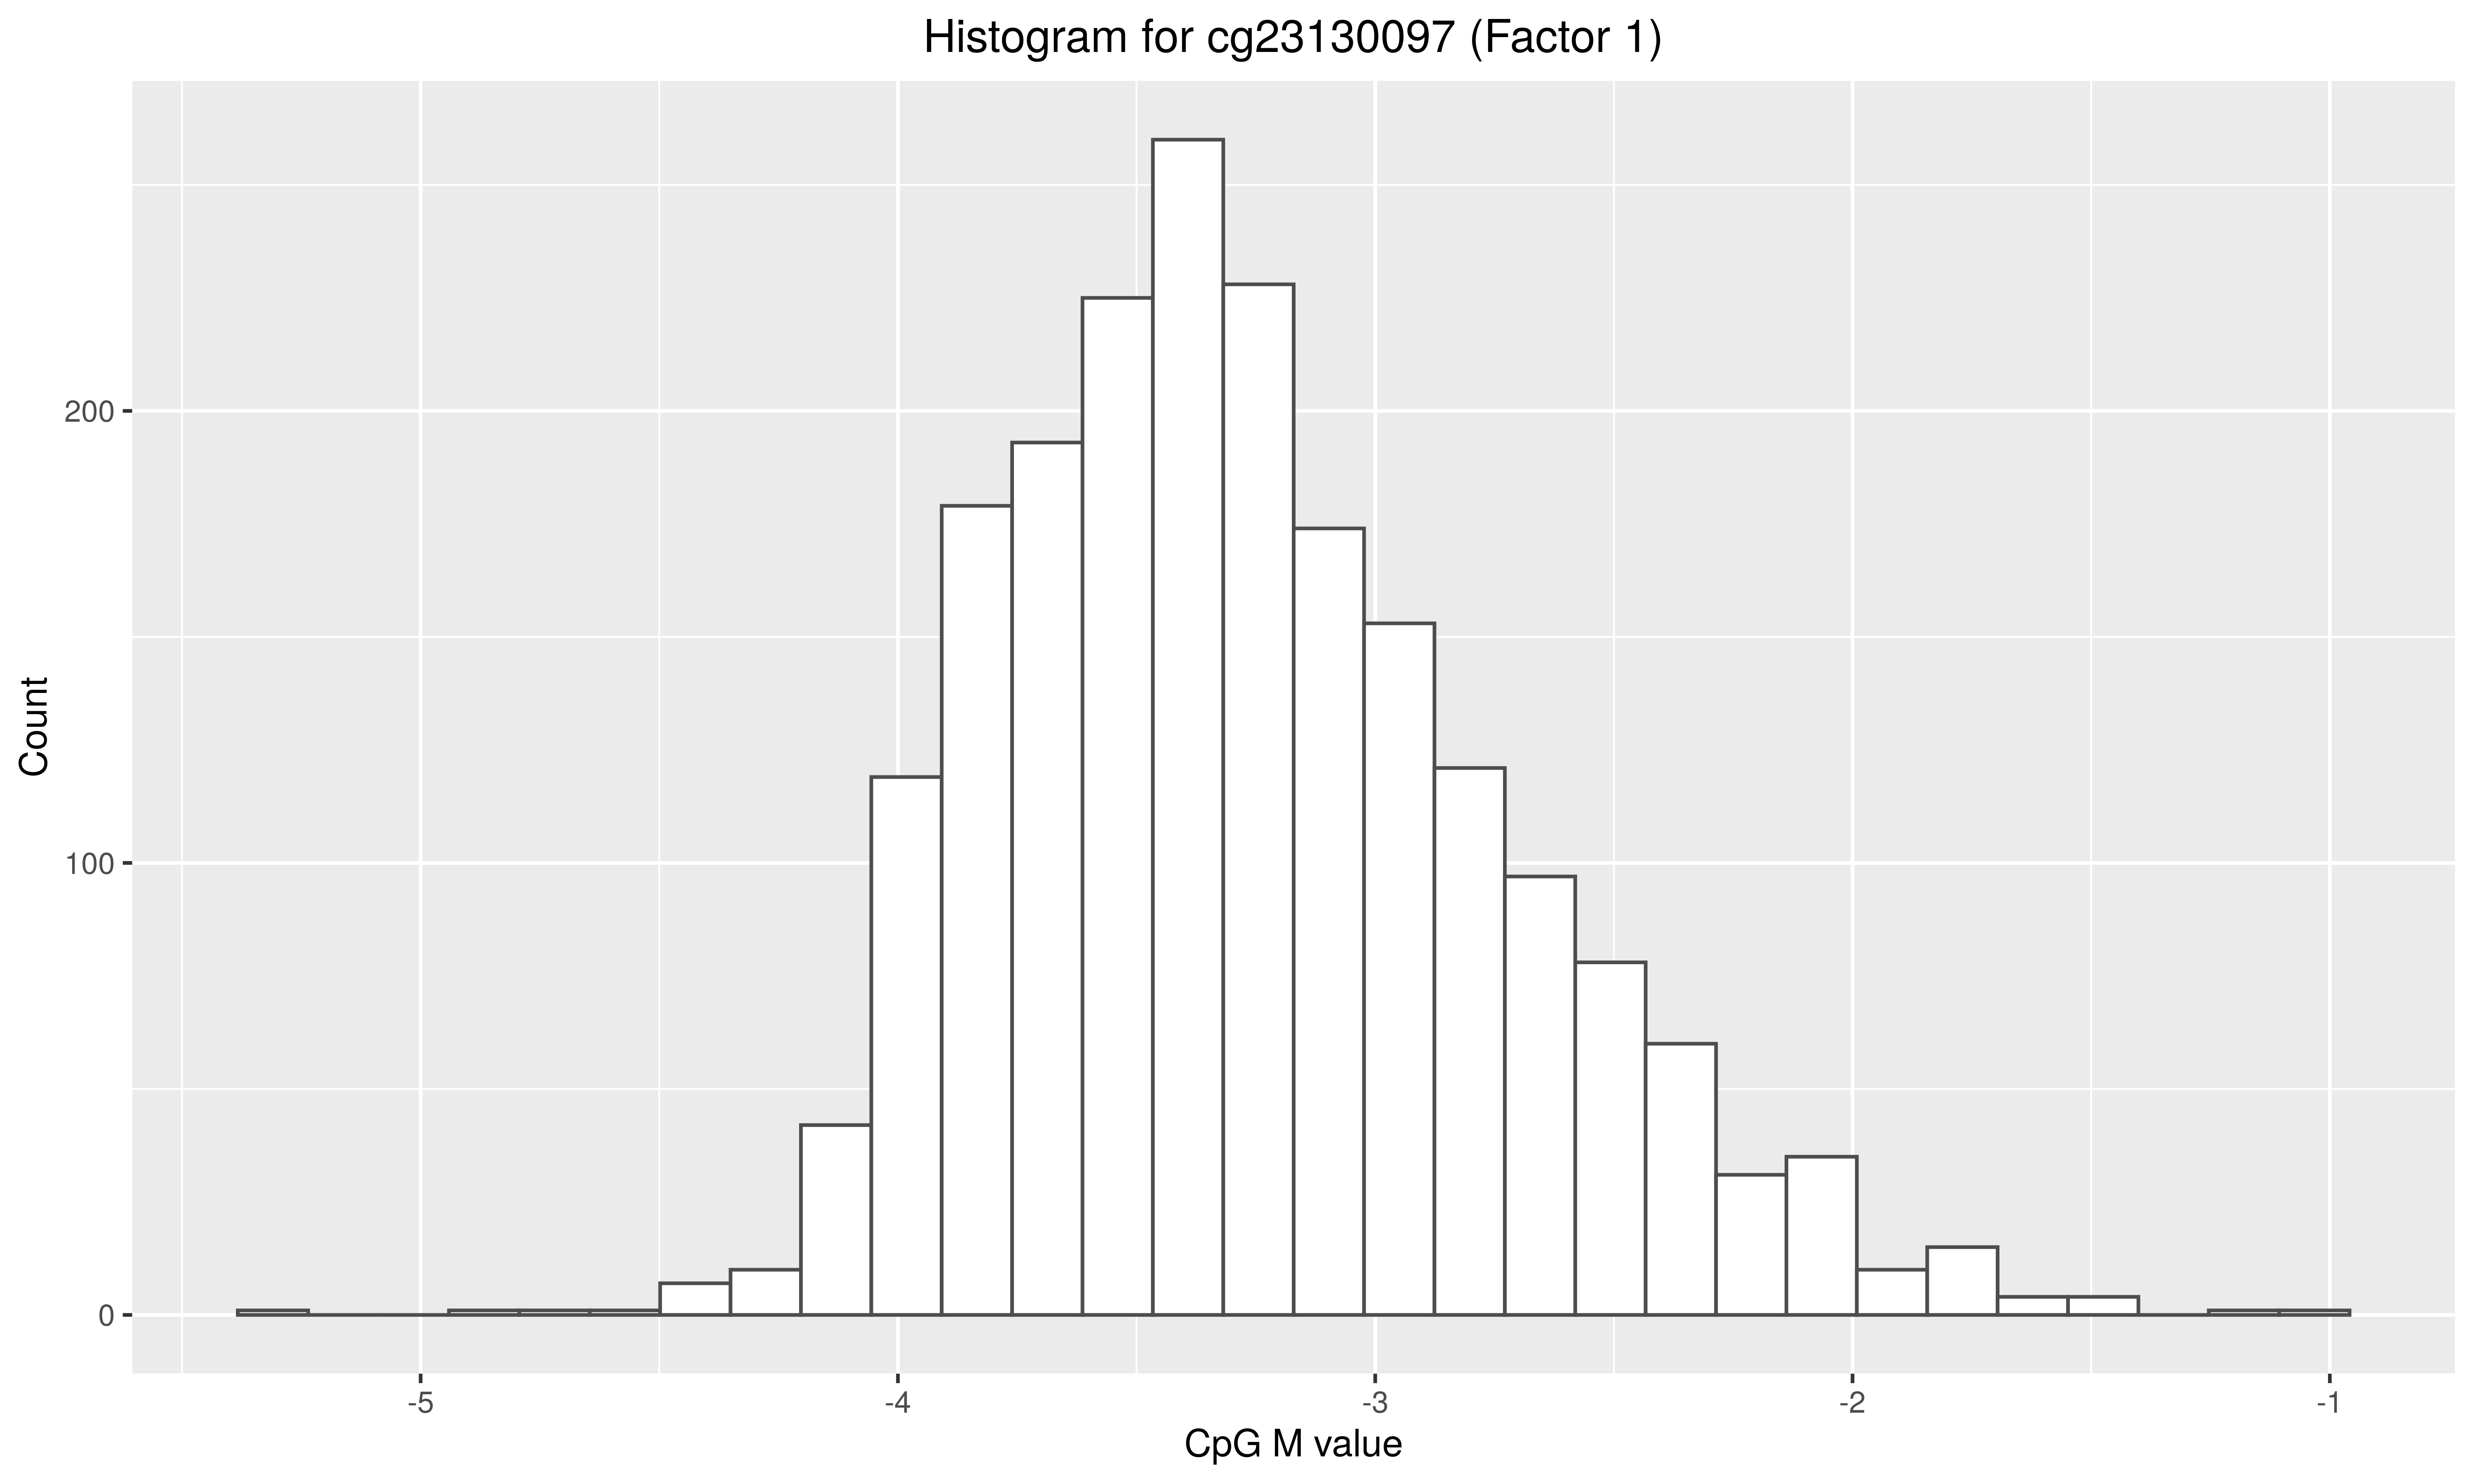 Histogram for cg23130097 (Factor 1)
Count
200
100
0
-5 -4 -3 -2 -1
CpG M value